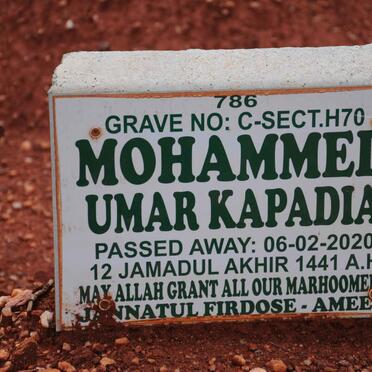 786
GRAVE NO: C-SECT.H70
MOHAMMED
UMAR KAPADIA
PASSED AWAY: 06-02-2020
12 JAMADUL AKHIR 1441 A.H
MAY ALLAH GRANT ALL OUR MARHOOMEEN
JANNATUL FIRDOSE - AMEEN